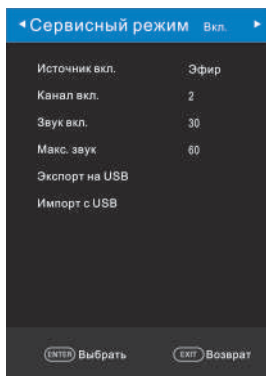 Сервисный режим Вкл.
Источник вкл. Эфир
Канал вкл. 2
Звук вкл. 30
Макс. звук 60
Экспорт на USB
Импорт с USB
ENTER Выбрать EXIT Возврат